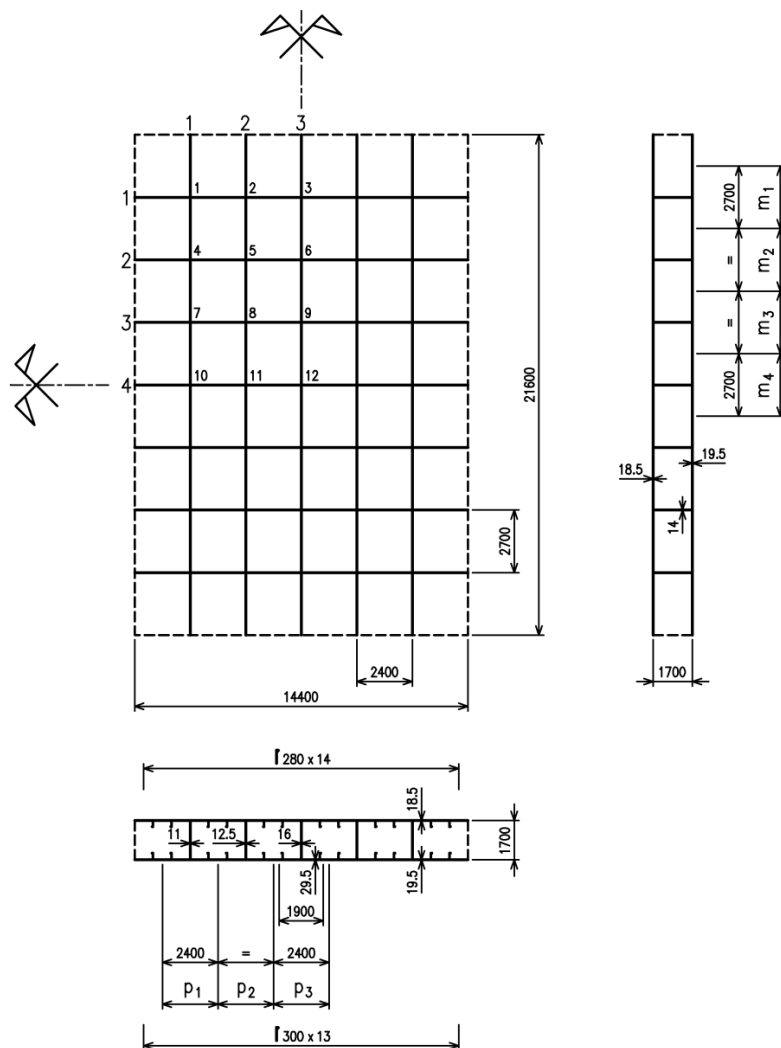 1 2 3
1 1 2 3
2 4 5 6
3 7 8 9
4 10 11 12
21600
2700
14400
2400
2700 m1
= m2
= m3
2700 m4
18.5 19.5
14
1700
Γ 280 x 14
11 12.5 16 18.5
1700
29.5 19.5
1900
2400 = 2400
p1 p2 p3
Γ 300 x 13